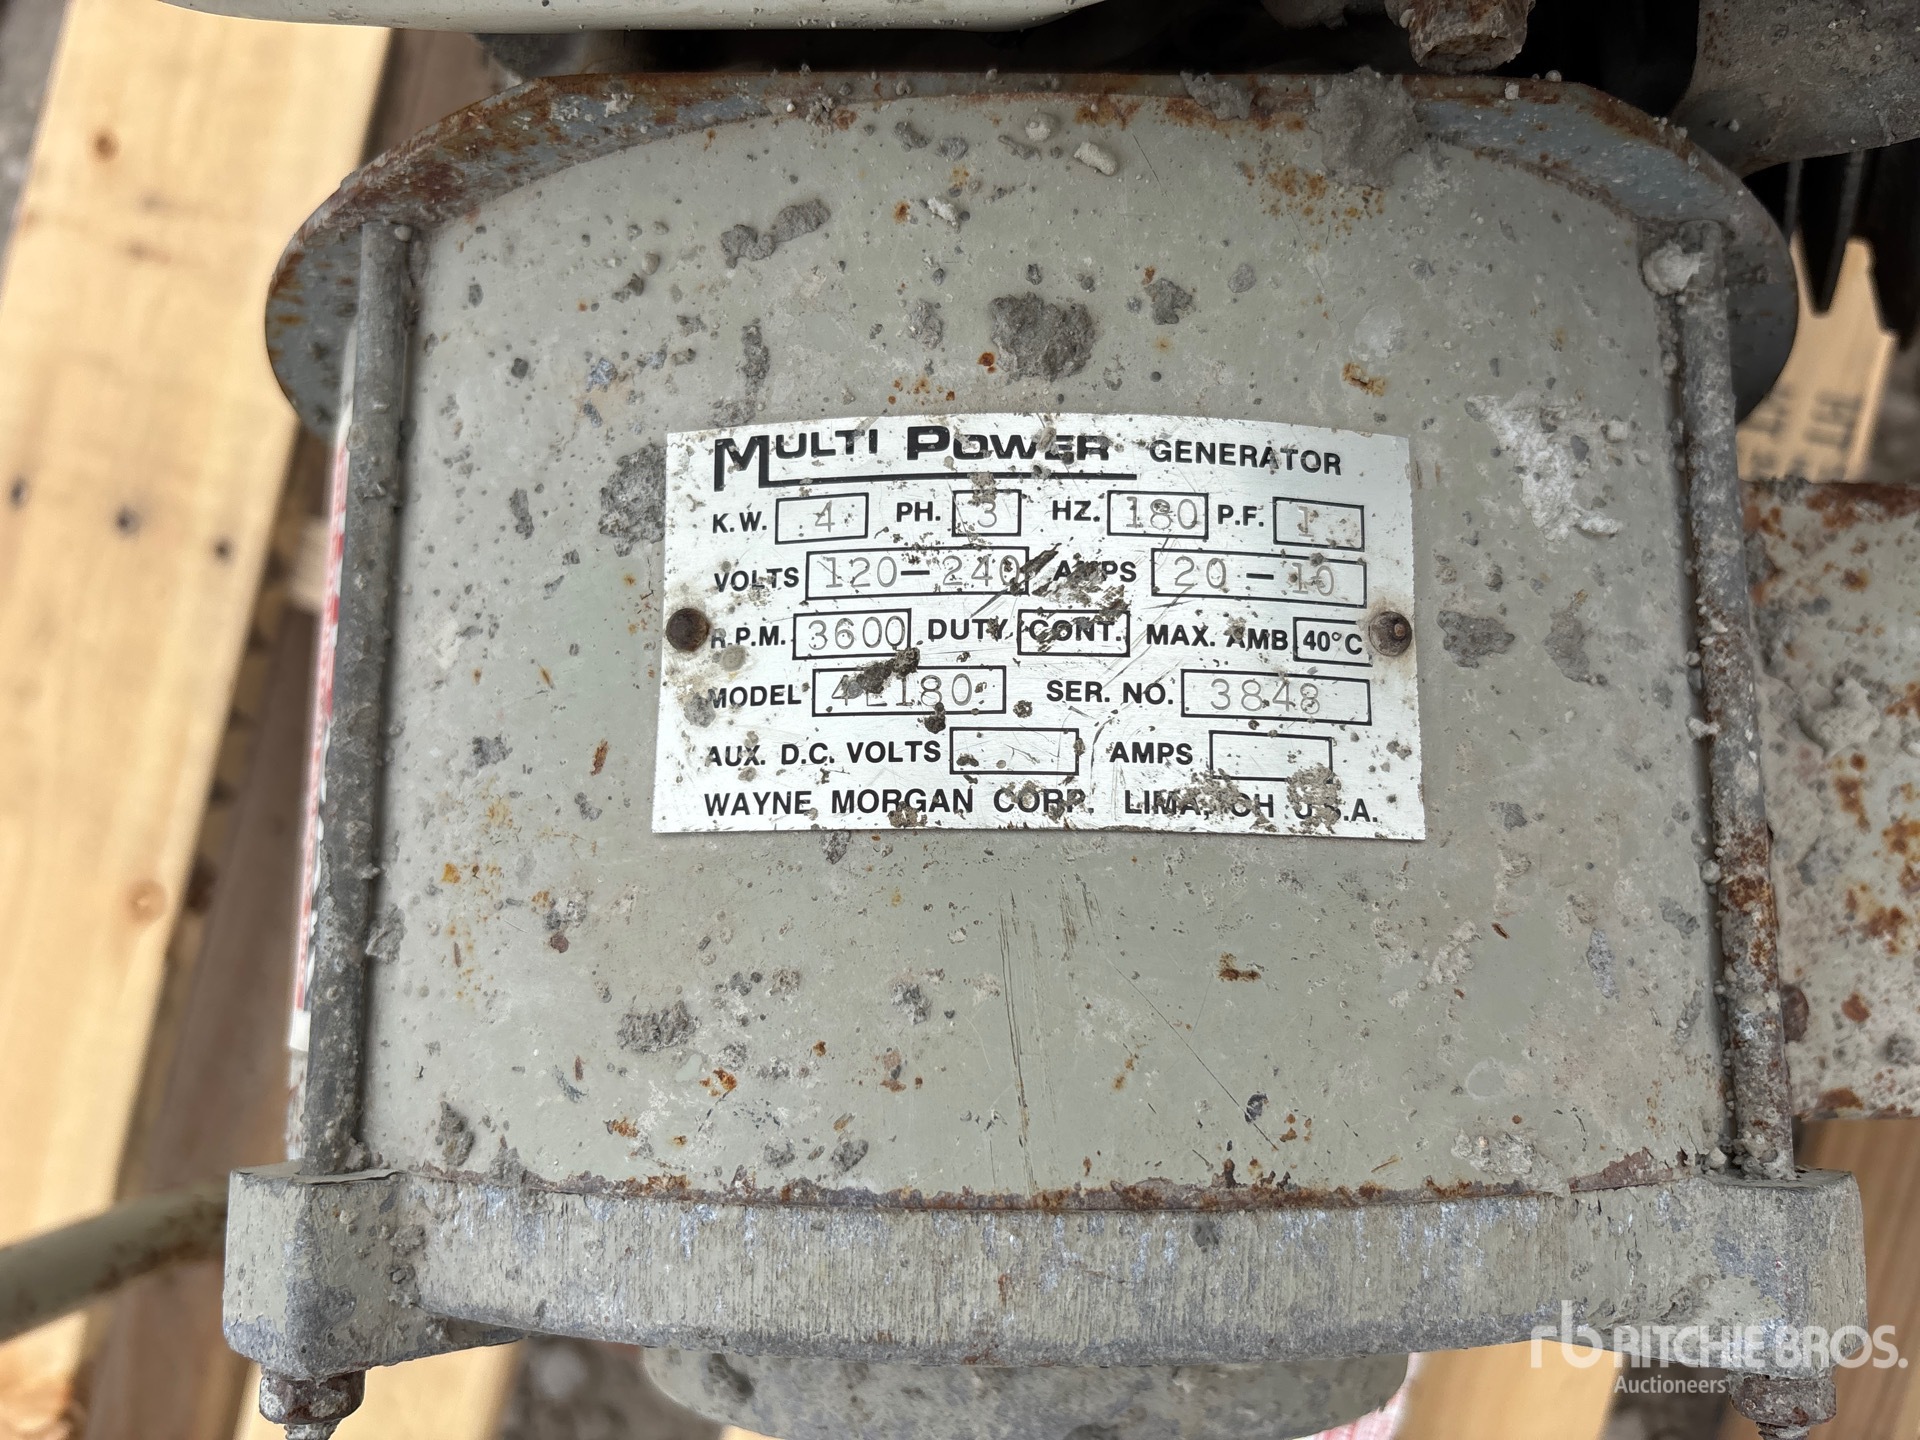 MULTI POWER GENERATOR
K.W. 4 PH. 3 HZ. 180 P.F. 1
VOLTS 120-240 AMPS 20-10
R.P.M. 3600 DUTY CONT. MAX. AMB 40°C
MODEL SER. NO. 3848
AUX. D.C. VOLTS AMPS
WAYNE MORGAN CORP. LIMA, OH U.S.A.
rb RITCHIE BROS.
Auctioneers